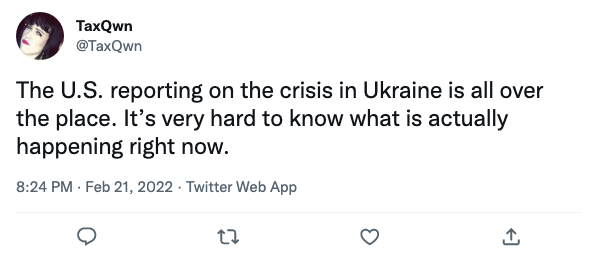 TaxQwn
@TaxQwn
The U.S. reporting on the crisis in Ukraine is all over
the place. It’s very hard to know what is actually
happening right now.
8:24 PM · Feb 21, 2022 · Twitter Web App